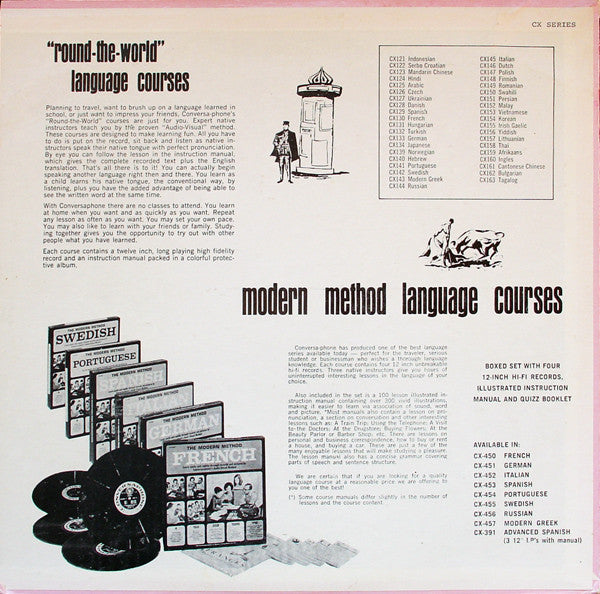 CX SERIES
"round-the-world"
language courses
Planning to travel, want to brush up on a language learned in
school, or just want to impress your friends. Conversa-phone's
"Round-the-World" courses are just for you. Expert native
instructors teach you by the proven "Audio-Visual" method.
These courses are designed to make learning fun. All you have
to do is put on the record, sit back and listen as native in-
structors speak their native tongue with perfect pronunciation.
By eye you can follow the lesson in the instruction manual,
which gives the complete recorded text plus the English
translation. That's all there is to it! You can actually begin
speaking another language right then and there. You learn as
a child learns his native tongue, the conventional way, by
listening, plus you have the added advantage of being able to
see the written word at the same time.
With Conversaphone there are no classes to attend. You learn
at home when you want and as quickly as you want. Repeat
any lesson as often as you want. You may set your own pace.
You may also like to learn with your friends or family. Study-
ing together gives you the opportunity to try out with other
people what you have learned.
Each course contains a twelve inch, long playing high fidelity
record and an instruction manual packed in a colorful protec-
tive album.
CX121 Indonesian
CX122 Serbo Croatian
CX123 Mandarin Chinese
CX124 Hindi
CX125 Arabic
CX126 Czech
CX127 Ukrainian
CX128 Danish
CX129 Spanish
CX130 French
CX131 Hungarian
CX132 Turkish
CX133 German
CX134 Japanese
CX139 Norwegian
CX140 Hebrew
CX141 Portuguese
CX142 Swedish
CX143 Modern Greek
CX144 Russian
CX145 Italian
CX146 Dutch
CX147 Polish
CX148 Finnish
CX149 Romanian
CX150 Swahili
CX151 Persian
CX152 Malay
CX153 Vietnamese
CX154 Korean
CX155 Irish Gaelic
CX156 Yiddish
CX157 Lithuanian
CX158 Thai
CX159 Afrikaans
CX160 Ingles
CX161 Cantonese Chinese
CX162 Bulgarian
CX165 Tagalog
modern method language courses
Conversa-phone has produced one of the best language
series available today — perfect for the traveler, serious
student or businessman who wishes a thorough language
knowledge. Each course contains four 12 inch unbreakable
hi-fi records. Three native instructors give you hours of
uninterrupted interesting lessons in the language of your
choice.
Also included in the set is a 100 lesson illustrated in-
struction manual containing over 200 vivid illustrations,
making it easier to learn via association of sound, word
and picture. *Most manuals also contain a lesson on pro-
nunciation, a section on conversation and other interesting
lessons such as: A Train Trip; Using the Telephone; A Visit
to the Doctors; At the Drugstore; Buying Flowers; At the
Beauty Parlor or Barber Shop, etc. There are lessons on
personal and business correspondence, how to buy or rent
a house, and buying a car. These are just a few of the
many enjoyable lessons that will make studying a pleasure.
The lesson manual also has a concise grammar covering
parts of speech and sentence structure.
We are certain that if you are looking for a quality
language course at a reasonable price we are offering to
you one of the best!
(*) Some course manuals differ slightly in the number of
lessons and the course content.
BOXED SET WITH FOUR
12-INCH HI-FI RECORDS,
ILLUSTRATED INSTRUCTION
MANUAL AND QUIZZ BOOKLET
AVAILABLE IN:
CX-450 FRENCH
CX-451 GERMAN
CX-452 ITALIAN
CX-453 SPANISH
CX-454 PORTUGUESE
CX-455 SWEDISH
CX-456 RUSSIAN
CX-457 MODERN GREEK
CX-391 ADVANCED SPANISH
(3 12" LP's with manual)
THE MODERN METHOD
SWEDISH
THE MODERN METHOD
PORTUGUESE
GERMAN
THE MODERN METHOD
FRENCH